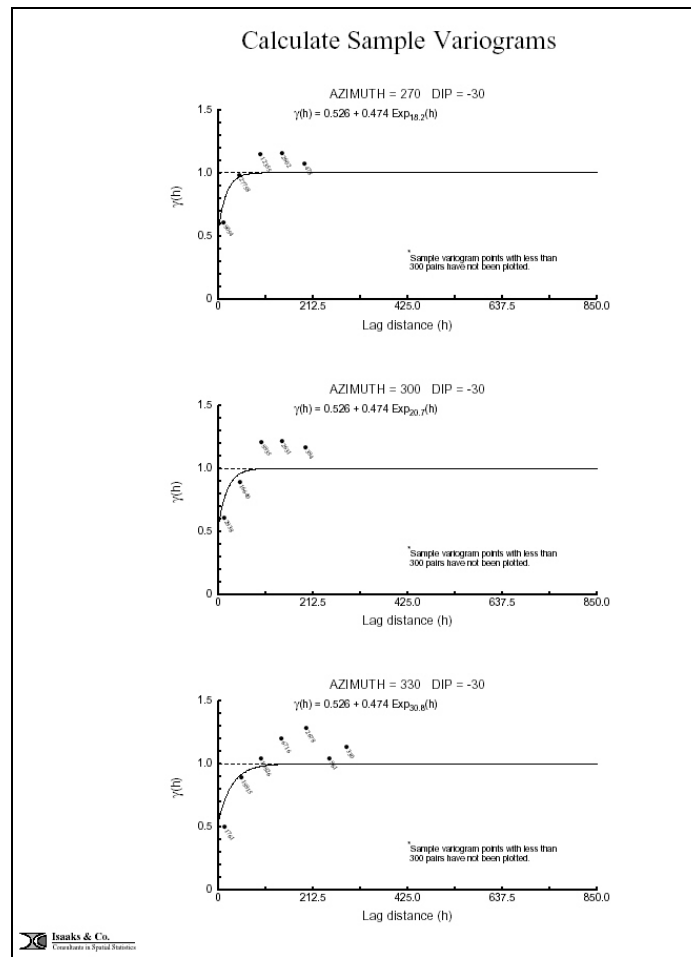 Calculate Sample Variograms
AZIMUTH = 270 DIP = -30
γ(h) = 0.526 + 0.474 Exp18.2(h)
1.5
1.0
0.5
0
γ(h)
*Sample variogram points with less than
300 pairs have not been plotted.
0 212.5 425.0 637.5 850.0
Lag distance (h)
AZIMUTH = 300 DIP = -30
γ(h) = 0.526 + 0.474 Exp20.7(h)
1.5
1.0
0.5
0
γ(h)
*Sample variogram points with less than
300 pairs have not been plotted.
0 212.5 425.0 637.5 850.0
Lag distance (h)
AZIMUTH = 330 DIP = -30
γ(h) = 0.526 + 0.474 Exp30.8(h)
1.5
1.0
0.5
0
γ(h)
*Sample variogram points with less than
300 pairs have not been plotted.
0 212.5 425.0 637.5 850.0
Lag distance (h)
Isaaks & Co.
Consultants in Spatial Statistics